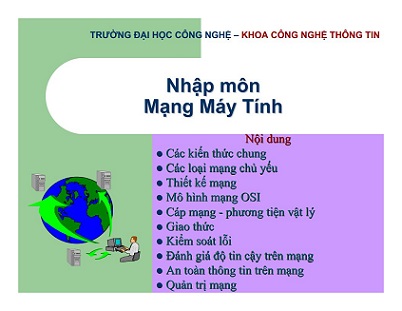 TRƯỜNG ĐẠI HỌC CÔNG NGHỆ – KHOA CÔNG NGHỆ THÔNG TIN
Nhập môn
Mạng Máy Tính
Nội dung
● Các kiến thức chung
● Các loại mạng chủ yếu
● Thiết kế mạng
● Mô hình mạng OSI
● Cáp mạng - phương tiện vật lý
● Giao thức
● Kiểm soát lỗi
● Đánh giá độ tin cậy trên mạng
● An toàn thông tin trên mạng
● Quản trị mạng